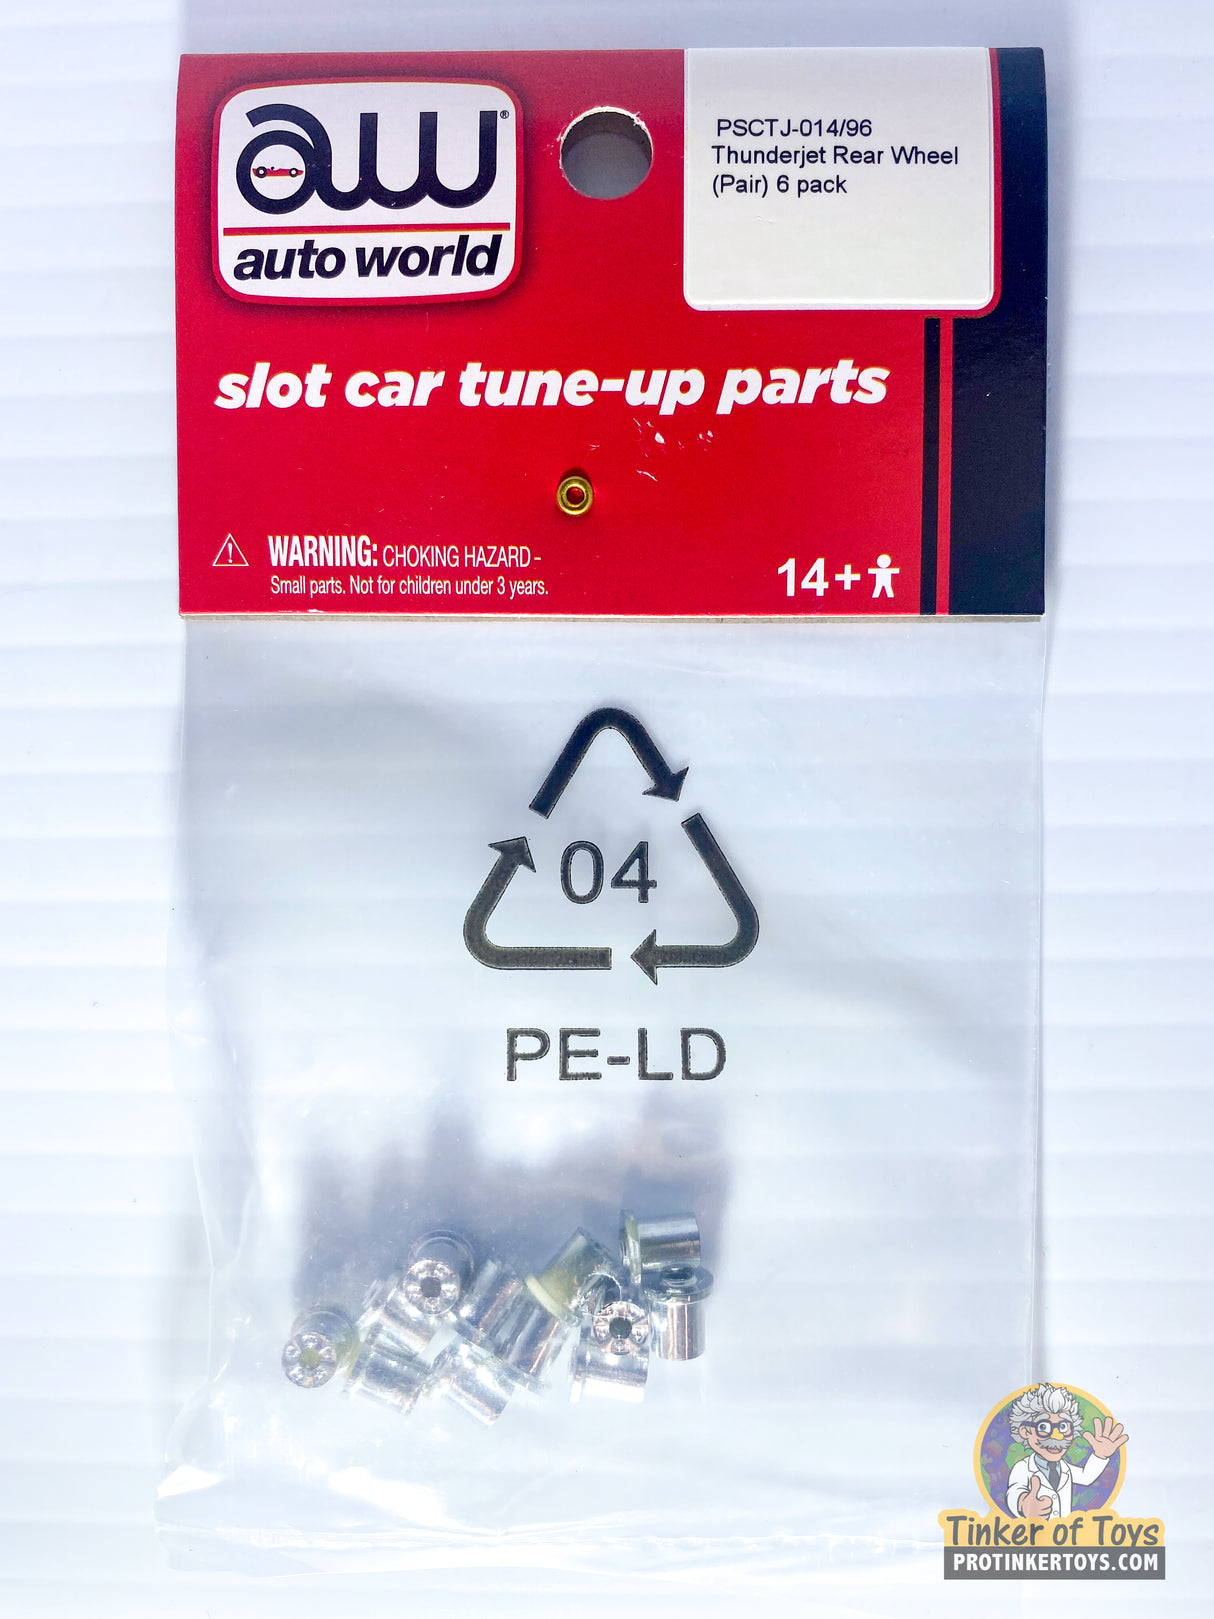 aw®
auto world
PSCTJ-014/96
Thunderjet Rear Wheel
(Pair) 6 pack
slot car tune-up parts
WARNING: CHOKING HAZARD -
Small parts. Not for children under 3 years.
14+
04
PE-LD
Tinker of Toys
PROTINKERTOYS.COM